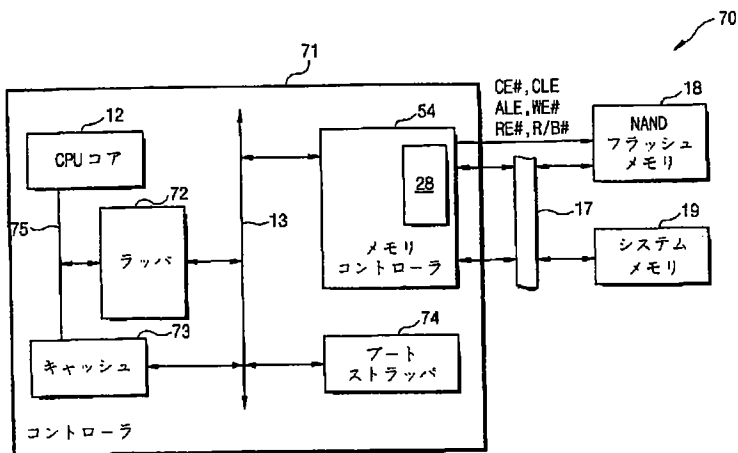 70
71
CE#, CLE
ALE, WE#
RE#, R/B#
12
CPUコア
54
18
NAND
フラッシュ
メモリ
28
72
75
ラッパ
13
メモリ
コントローラ
17
19
システム
メモリ
73
キャッシュ
74
ブート
ストラッパ
コントローラ